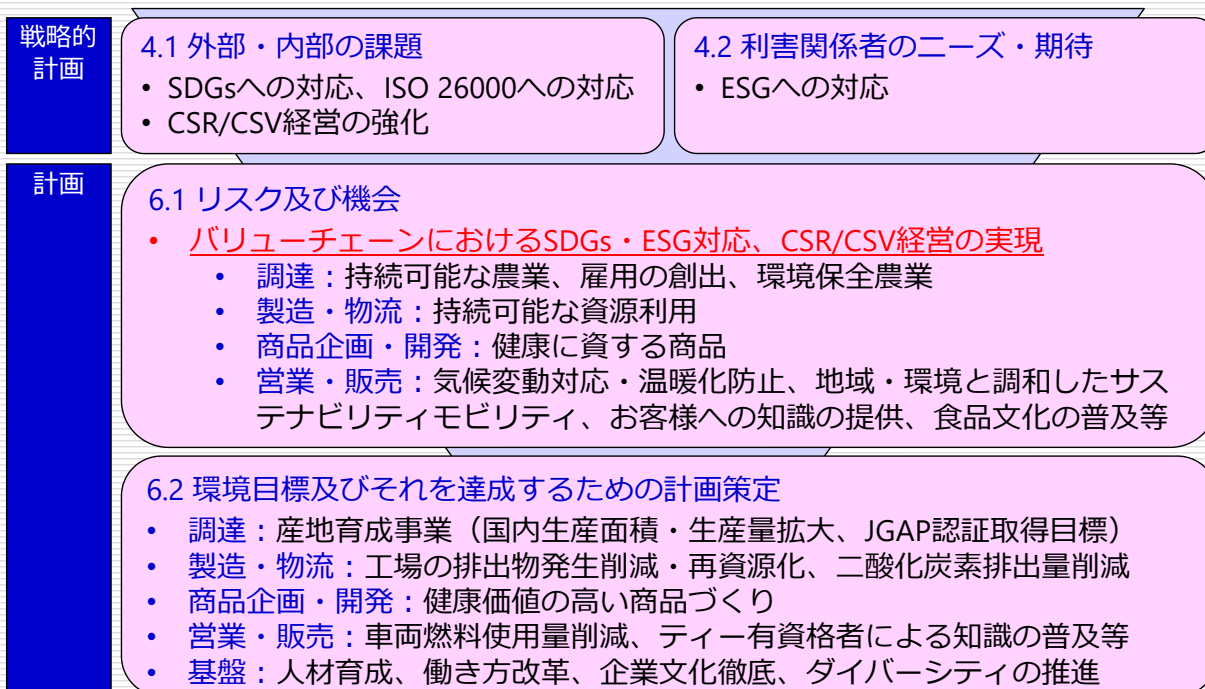 戦略的
計画
4.1 外部・内部の課題
• SDGsへの対応、ISO 26000への対応
• CSR/CSV経営の強化
4.2 利害関係者のニーズ・期待
• ESGへの対応
計画
6.1 リスク及び機会
• バリューチェーンにおけるSDGs・ESG対応、CSR/CSV経営の実現
• 調達：持続可能な農業、雇用の創出、環境保全農業
• 製造・物流：持続可能な資源利用
• 商品企画・開発：健康に資する商品
• 営業・販売：気候変動対応・温暖化防止、地域・環境と調和したサス
テナビリティモビリティ、お客様への知識の提供、食品文化の普及等
6.2 環境目標及びそれを達成するための計画策定
• 調達：産地育成事業（国内生産面積・生産量拡大、JGAP認証取得目標）
• 製造・物流：工場の排出物発生削減・再資源化、二酸化炭素排出量削減
• 商品企画・開発：健康価値の高い商品づくり
• 営業・販売：車両燃料使用量削減、ティー有資格者による知識の普及等
• 基盤：人材育成、働き方改革、企業文化徹底、ダイバーシティの推進